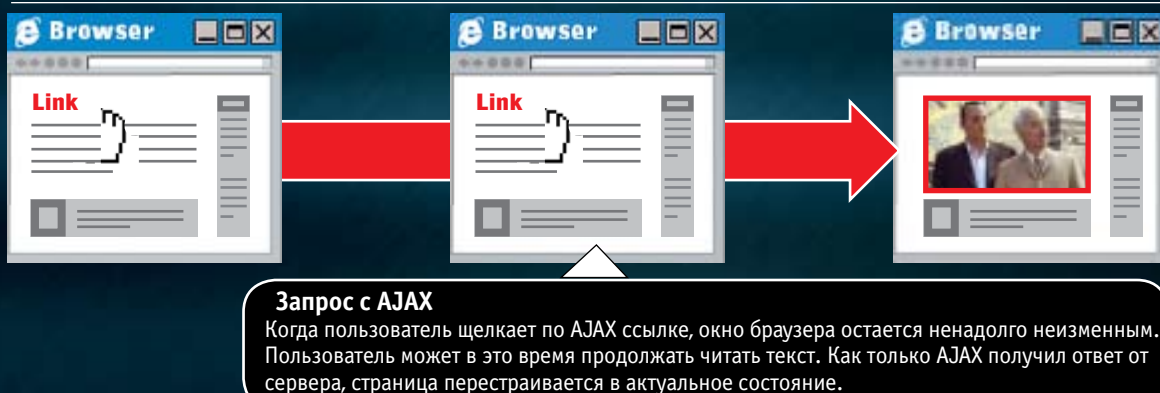 Browser
Browser
Browser
Link
Link
Запрос с AJAX
Когда пользователь щелкает по AJAX ссылке, окно браузера остается ненадолго неизменным.
Пользователь может в это время продолжать читать текст. Как только AJAX получил ответ от
сервера, страница перестраивается в актуальное состояние.